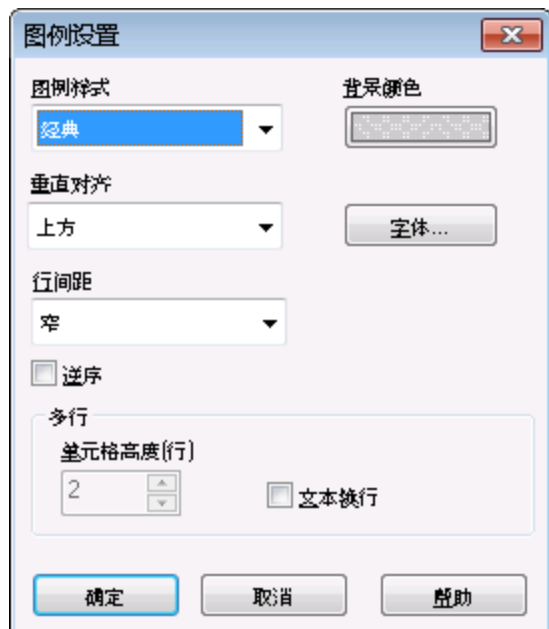 图例设置
图例样式
背景颜色
经典
垂直对齐
上方
字体...
行间距
窄
逆序
多行
单元格高度(行)
2
文本换行
确定
取消
帮助